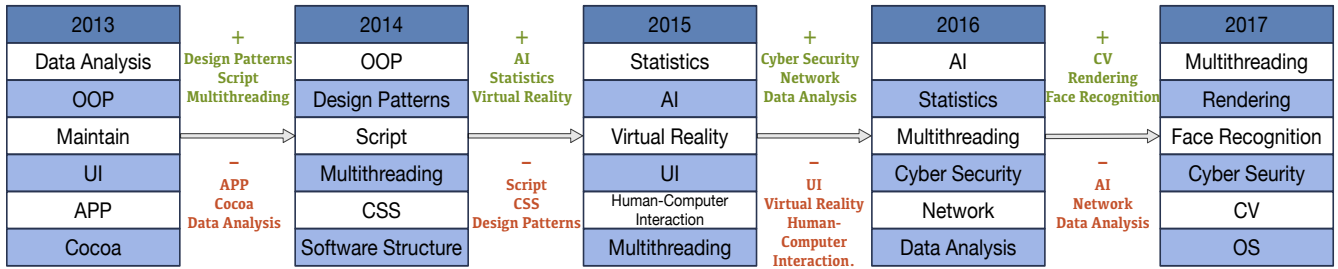 2013
Data Analysis
OOP
Maintain
UI
APP
Cocoa
+
Design Patterns
Script
Multithreading
−
APP
Cocoa
Data Analysis
2014
OOP
Design Patterns
Script
Multithreading
CSS
Software Structure
+
AI
Statistics
Virtual Reality
−
Script
CSS
Design Patterns
2015
Statistics
AI
Virtual Reality
UI
Human-Computer
Interaction
Multithreading
+
Cyber Security
Network
Data Analysis
−
UI
Virtual Reality
Human-
Computer
Interaction.
2016
AI
Statistics
Multithreading
Cyber Security
Network
Data Analysis
+
CV
Rendering
Face Recognition
−
AI
Network
Data Analysis
2017
Multithreading
Rendering
Face Recognition
Cyber Seurity
CV
OS